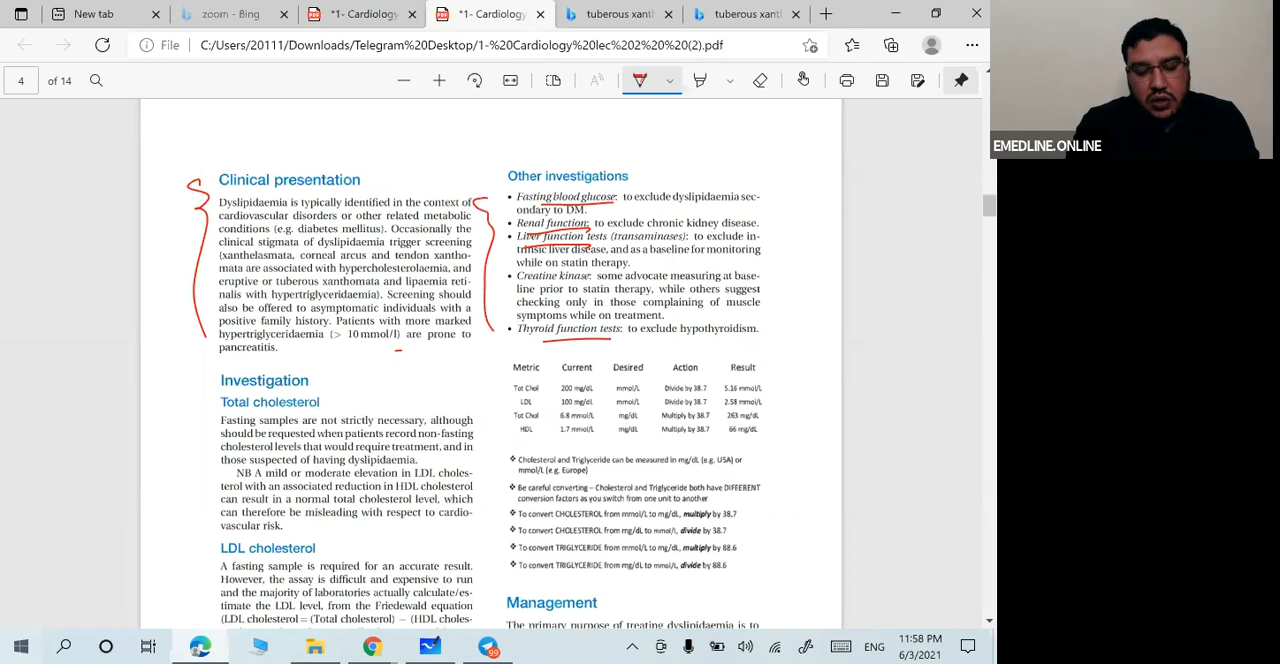 zoom - Bing
*1- Cardiology
*1- Cardiology
tuberous xant
tuberous xant
File
C:/Users/20111/Downloads/Telegram%20Desktop/1-%20Cardiology%20lec%202%20%20(2).pdf
4
of 14
EMEDLINE.ONLINE
Clinical presentation
Dyslipidaemia is typically identified in the context of
cardiovascular disorders or other related metabolic
conditions (e.g. diabetes mellitus). Occasionally the
clinical stigmata of dyslipidaemia trigger screening
(xanthelasmata, corneal arcus and tendon xantho-
mata are associated with hypercholesterolaemia, and
eruptive or tuberous xanthomata and lipaemia reti-
nalis with hypertriglyceridaemia). Screening should
also be offered to asymptomatic individuals with a
positive family history. Patients with more marked
hypertriglyceridaemia (> 10 mmol/l) are prone to
pancreatitis.
Investigation
Total cholesterol
Fasting samples are not strictly necessary, although
should be requested when patients record non-fasting
cholesterol levels that would require treatment, and in
those suspected of having dyslipidaemia.
NB A mild or moderate elevation in LDL choles-
terol with an associated reduction in HDL cholesterol
can result in a normal total cholesterol level, which
can therefore be misleading with respect to cardio-
vascular risk.
LDL cholesterol
A fasting sample is required for an accurate result.
However, the assay is difficult and expensive to run
and the majority of laboratories actually calculate/es-
timate the LDL level, from the Friedewald equation
(LDL cholesterol = (Total cholesterol) − (HDL choles-
Other investigations
• Fasting blood glucose: to exclude dyslipidaemia sec-
ondary to DM.
• Renal function: to exclude chronic kidney disease.
• Liver function tests (transaminases): to exclude in-
trinsic liver disease, and as a baseline for monitoring
while on statin therapy.
• Creatine kinase: some advocate measuring at base-
line prior to statin therapy, while others suggest
checking only in those complaining of muscle
symptoms while on treatment.
• Thyroid function tests: to exclude hypothyroidism.
Metric Current Desired Action Result
Tot Chol 200 mg/dL mmol/L Divide by 38.7 5.16 mmol/L
LDL 100 mg/dL mmol/L Divide by 38.7 2.58 mmol/L
Tot Chol 6.8 mmol/L mg/dL Multiply by 38.7 263 mg/dL
HDL 1.7 mmol/L mg/dL Multiply by 38.7 66 mg/dL
❖ Cholesterol and Triglyceride can be measured in mg/dL (e.g. USA) or
mmol/L (e.g. Europe)
❖ Be careful converting – Cholesterol and Triglyceride both have DIFFERENT
conversion factors as you switch from one unit to another
❖ To convert CHOLESTEROL from mmol/L to mg/dL, multiply by 38.7
❖ To convert CHOLESTEROL from mg/dL to mmol/L, divide by 38.7
❖ To convert TRIGLYCERIDE from mmol/L to mg/dL, multiply by 88.6
❖ To convert TRIGLYCERIDE from mg/dL to mmol/L, divide by 88.6
Management
The primary purpose of treating dyslipidaemia is to
99
ENG
11:58 PM
6/3/2021